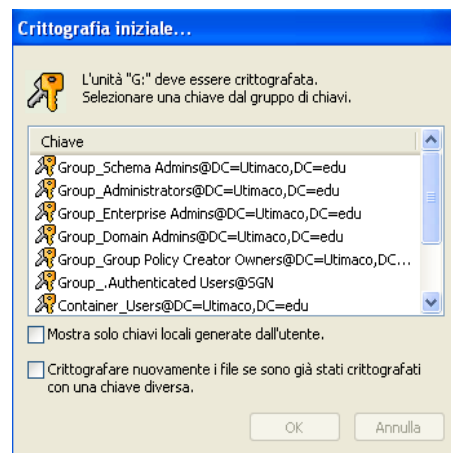 Crittografia iniziale...
L'unità "G:" deve essere crittografata.
Selezionare una chiave dal gruppo di chiavi.
Chiave
Group_Schema Admins@DC=Utimaco,DC=edu
Group_Administrators@DC=Utimaco,DC=edu
Group_Enterprise Admins@DC=Utimaco,DC=edu
Group_Domain Admins@DC=Utimaco,DC=edu
Group_Group Policy Creator Owners@DC=Utimaco,DC...
Group_.Authenticated Users@SGN
Container_Users@DC=Utimaco,DC=edu
Mostra solo chiavi locali generate dall'utente.
Crittografare nuovamente i file se sono già stati crittografati
con una chiave diversa.
OK Annulla